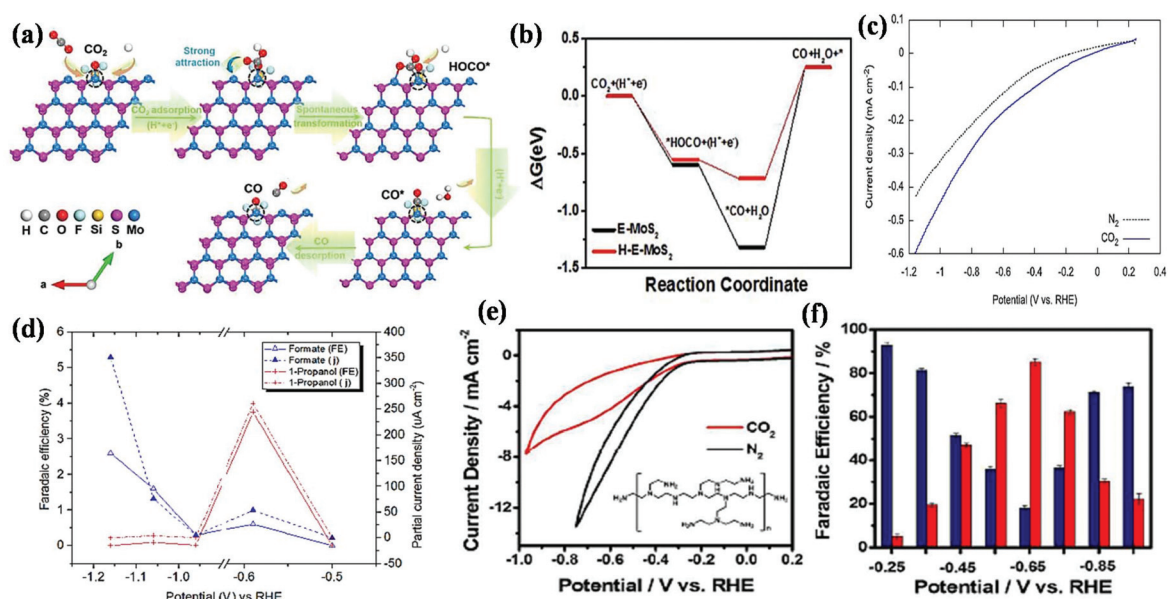 (a)
CO₂
Strong
attraction
HOCO*
CO₂ adsorption
(H⁺+e⁻)
Spontaneous
transformation
(H⁺+e⁻)
CO
CO*
CO
desorption
H C O F Si S Mo
b
a
(b)
ΔG(eV)
0.5
0.0
-0.5
-1.0
-1.5
CO₂+(H⁺+e⁻)
*HOCO+(H⁺+e⁻)
*CO+H₂O
CO+H₂O+*
E-MoS₂
H-E-MoS₂
Reaction Coordinate
(c)
Current density (mA cm⁻²)
0.1
0
-0.1
-0.2
-0.3
-0.4
-0.5
-0.6
N₂
CO₂
-1 -0.8 -0.6 -0.4 -0.2 0 0.2 0.4
Potential (V vs. RHE)
(d)
Faradaic efficiency (%)
6
5
4
3
2
1
0
Formate (FE)
Formate (j)
1-Propanol (FE)
1-Propanol (j)
400
350
300
250
200
150
100
50
0
-50
Partial current density (uA cm⁻²)
-1.2 -1.1 -1.0 -0.6 -0.5
Potential (V) vs RHE
(e)
Current Density / mA cm⁻²
0
-4
-8
-12
CO₂
N₂
-1.0 -0.8 -0.6 -0.4 -0.2 0.0 0.2
Potential / V vs. RHE
(f)
Faradaic Efficiency / %
100
80
60
40
20
0
-0.25 -0.45 -0.65 -0.85
Potential / V vs. RHE